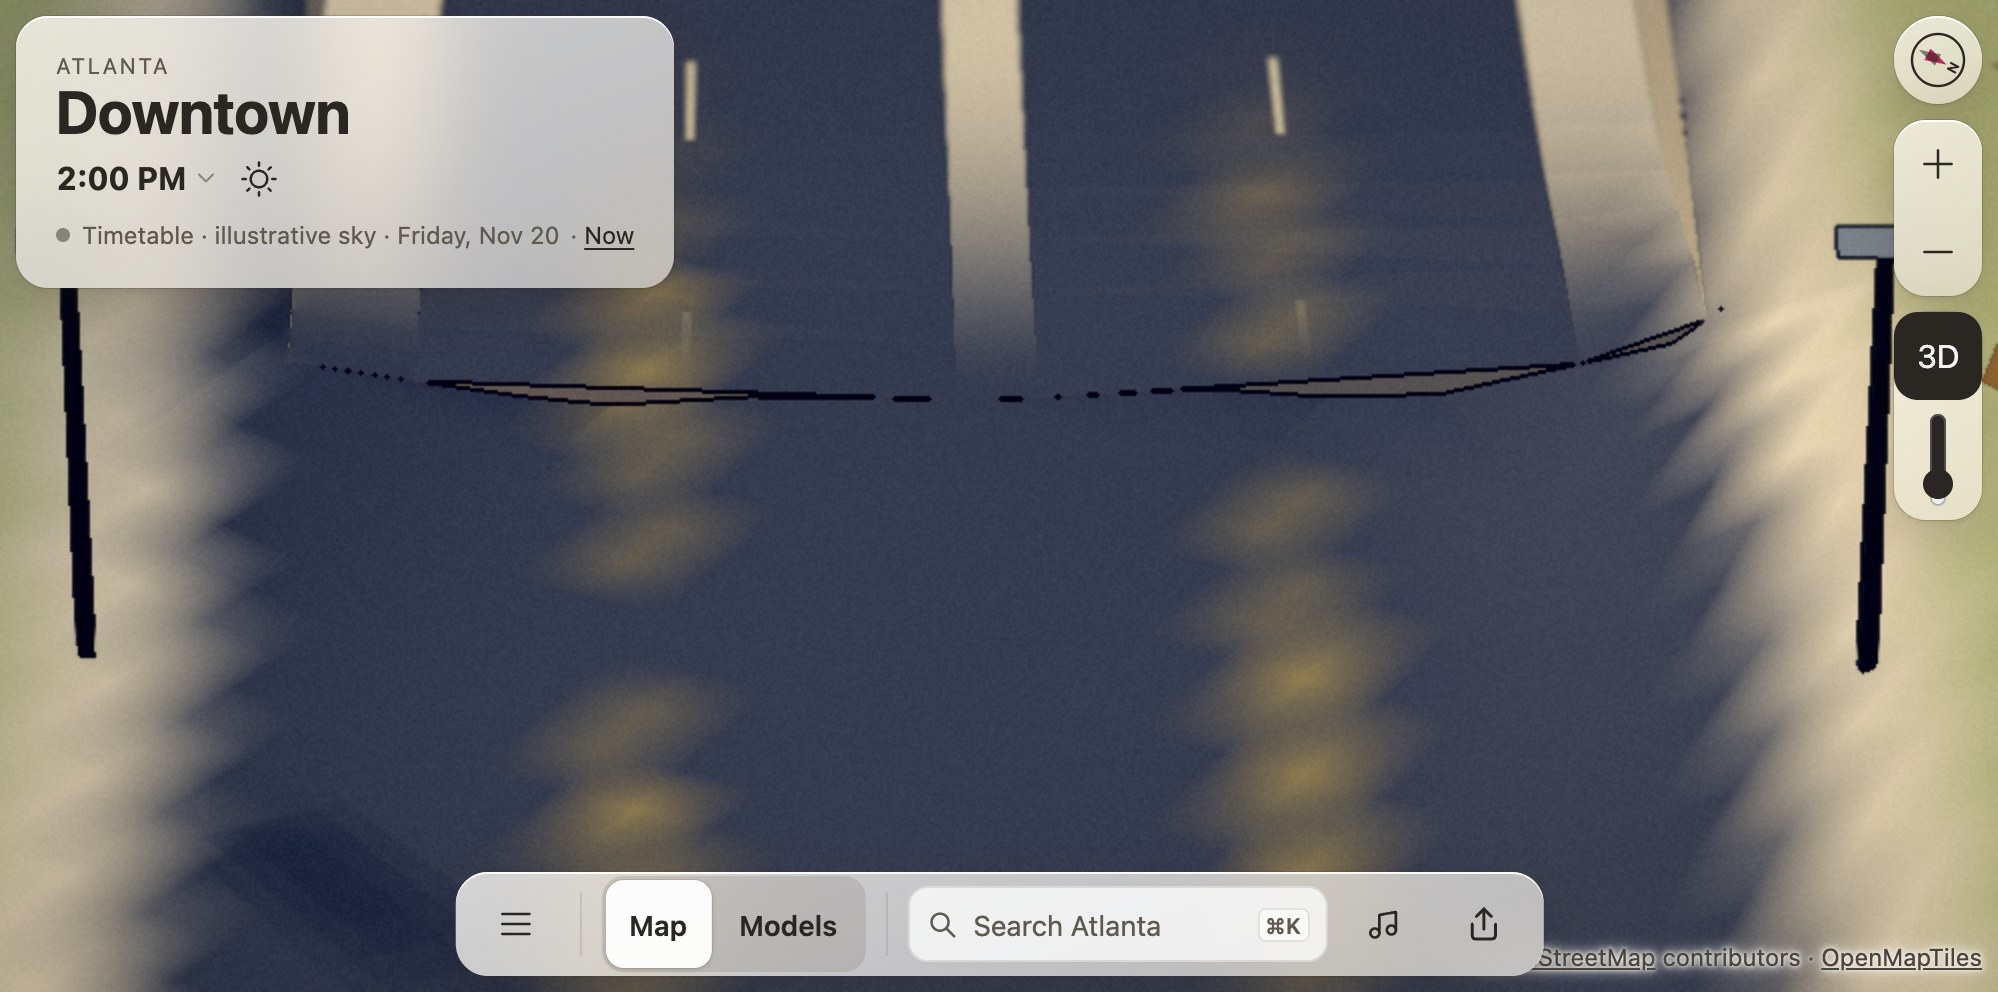 ATLANTA
Downtown
2:00 PM
Timetable · illustrative sky · Friday, Nov 20 · Now
N
3D
Map
Models
Search Atlanta
⌘K
StreetMap contributors · OpenMapTiles